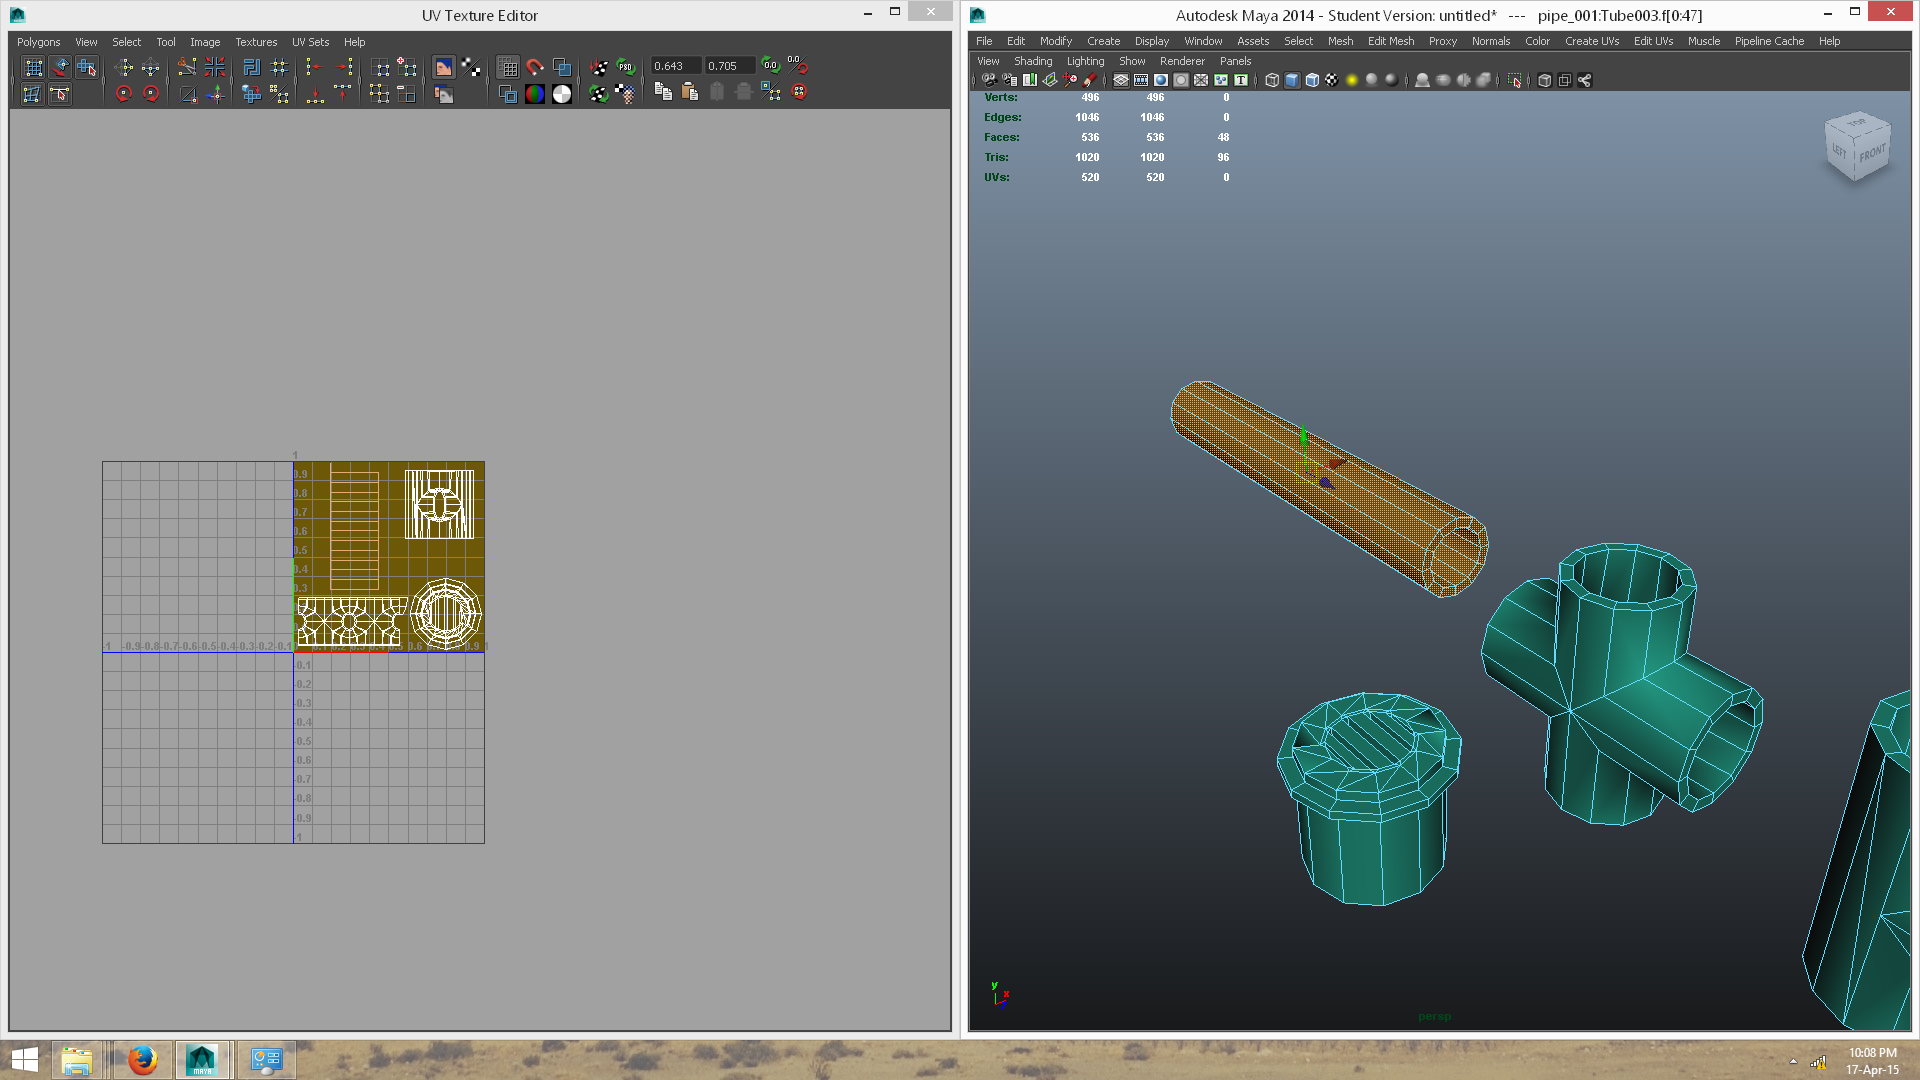 UV Texture Editor
Polygons View Select Tool Image Textures UV Sets Help
0.643 0.705
PSD
0.0
0.0
1
0.9
0.8
0.7
0.6
0.5
0.4
0.3
-1 -0.9 -0.8 -0.7 -0.6 -0.5 -0.4 -0.3 -0.2 -0.1 0.1 0.2 0.3 0.4 0.5 0.6 0.7 0.8 0.9 1
-0.1
-0.2
-0.3
-0.4
-0.5
-0.6
-0.7
-0.8
-0.9
-1
Autodesk Maya 2014 - Student Version: untitled* --- pipe_001:Tube003.f[0:47]
File Edit Modify Create Display Window Assets Select Mesh Edit Mesh Proxy Normals Color Create UVs Edit UVs Muscle Pipeline Cache Help
View Shading Lighting Show Renderer Panels
Verts: 496 496 0
Edges: 1046 1046 0
Faces: 536 536 48
Tris: 1020 1020 96
UVs: 520 520 0
TOP
LEFT FRONT
y
x
persp
MAYA
10:08 PM
17-Apr-15